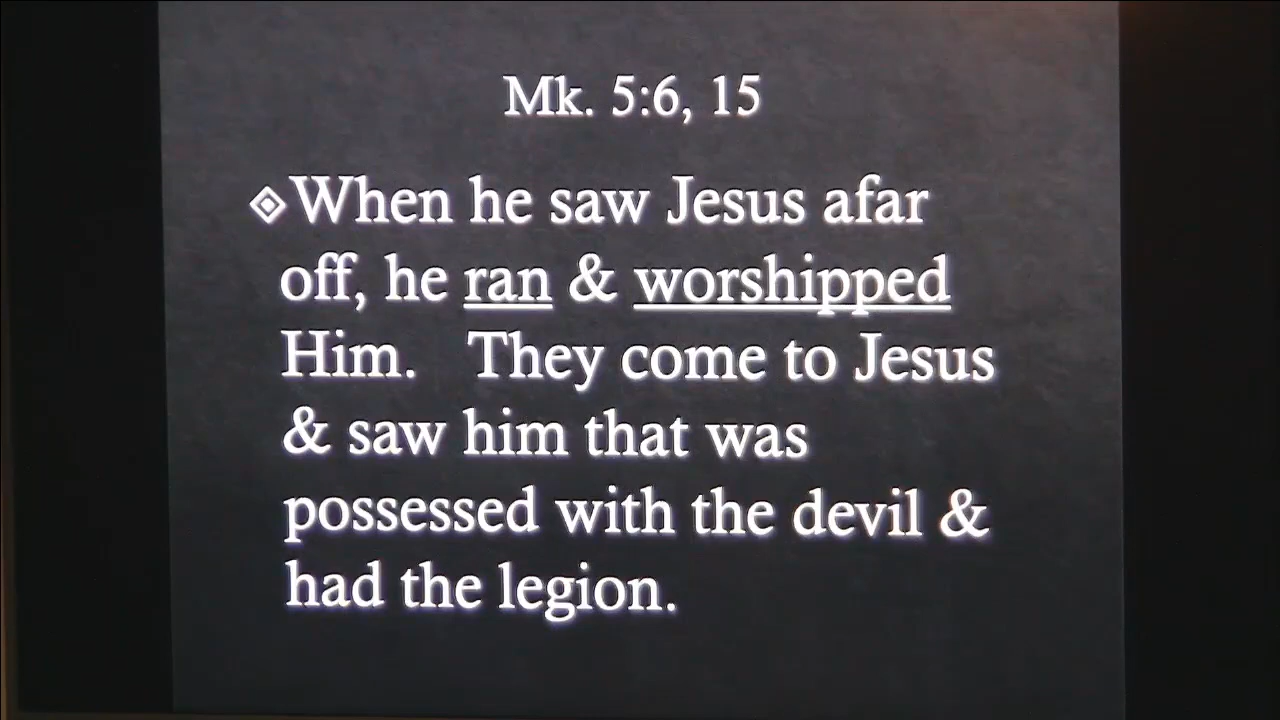 Mk. 5:6, 15
When he saw Jesus afar
off, he ran & worshipped
Him. They come to Jesus
& saw him that was
possessed with the devil &
had the legion.